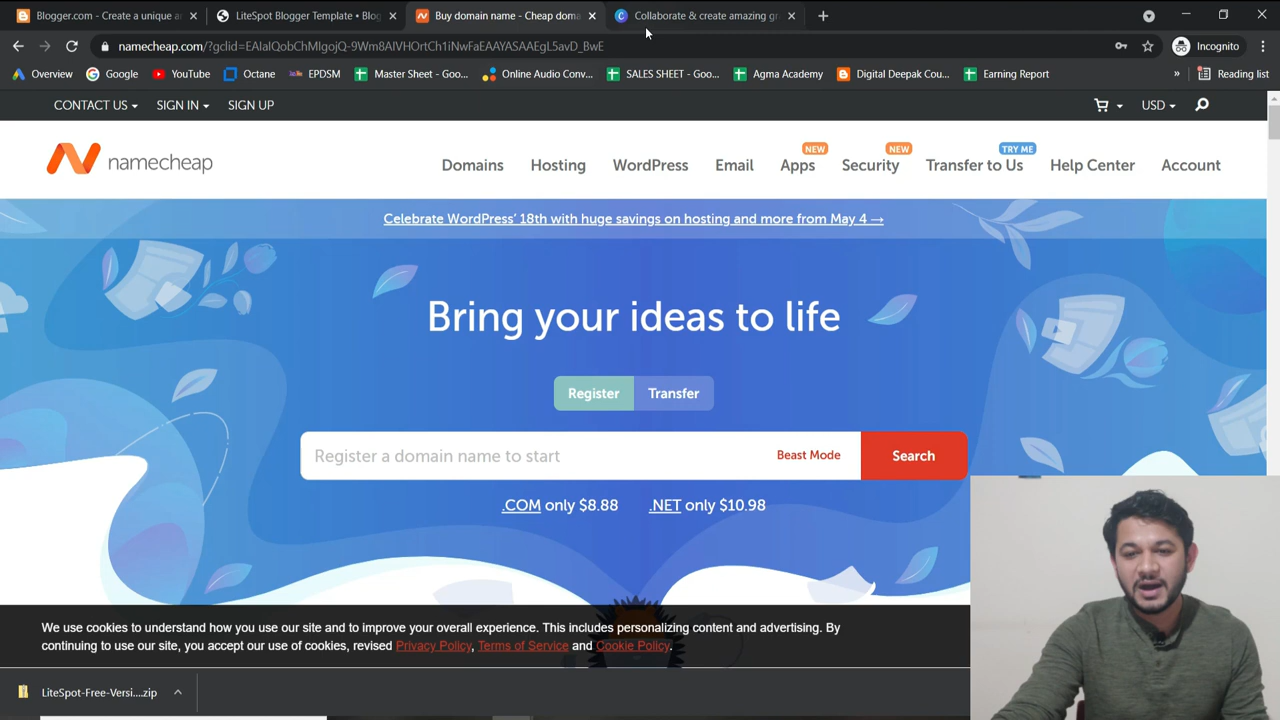 Blogger.com - Create a unique a
LiteSpot Blogger Template • Blog
Buy domain name - Cheap doma
Collaborate & create amazing gr
namecheap.com/?gclid=EAIaIQobChMIgojQ-9Wm8AIVHOrtCh1iNwFaEAAYASAAEgL5avD_BwE
Incognito
Overview
Google
YouTube
Octane
EPDSM
Master Sheet - Goo...
Online Audio Conv...
SALES SHEET - Goo...
Agma Academy
Digital Deepak Cou...
Earning Report
»
Reading list
CONTACT US
SIGN IN
SIGN UP
USD
namecheap
Domains
Hosting
WordPress
Email
Apps
NEW
Security
NEW
Transfer to Us
TRY ME
Help Center
Account
Celebrate WordPress' 18th with huge savings on hosting and more from May 4 →
Bring your ideas to life
Register
Transfer
Register a domain name to start
Beast Mode
Search
.COM only $8.88
.NET only $10.98
We use cookies to understand how you use our site and to improve your overall experience. This includes personalizing content and advertising. By
continuing to use our site, you accept our use of cookies, revised Privacy Policy, Terms of Service and Cookie Policy.
LiteSpot-Free-Versi....zip